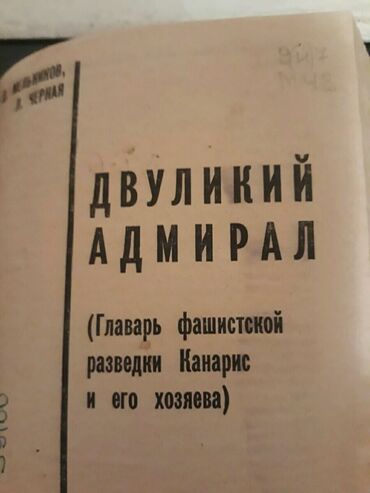 МЕЛЬНИКОВ,
Л. ЧЕРНАЯ
ДВУЛИКИЙ
АДМИРАЛ
(Главарь фашистской
разведки Канарис
и его хозяева)